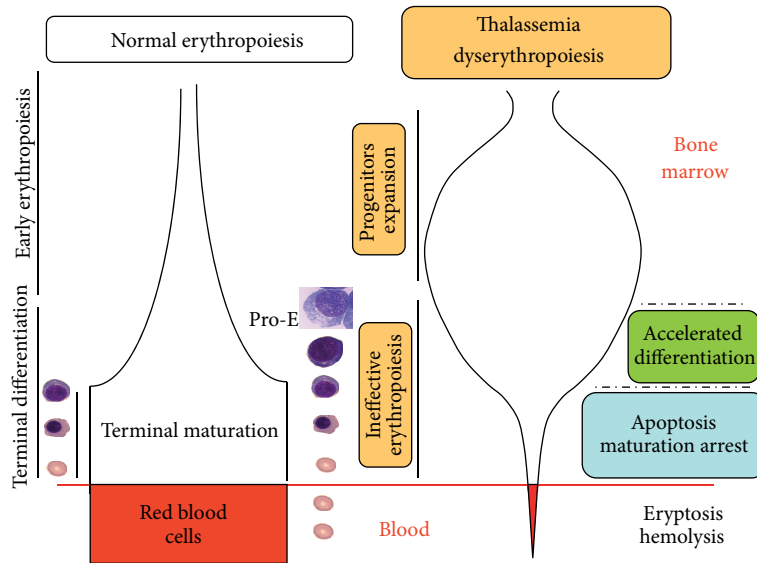 Normal erythropoiesis
Thalassemia
dyserythropoiesis
Early erythropoiesis
Terminal differentiation
Pro-E
Terminal maturation
Red blood
cells
Progenitors
expansion
Ineffective
erythropoiesis
Bone
marrow
Accelerated
differentiation
Apoptosis
maturation arrest
Blood
Eryptosis
hemolysis